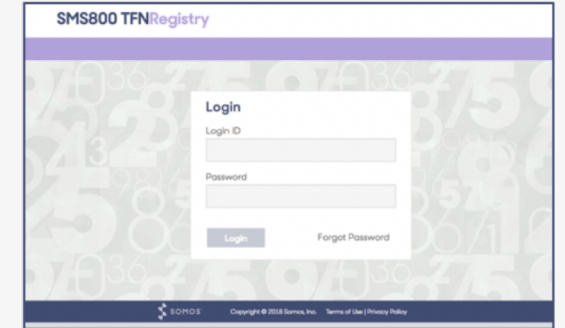 SMS800 TFNRegistry
Login
Login ID
Password
Login
Forgot Password
SOMOS
Copyright © 2018 Somos, Inc. Terms of Use | Privacy Policy